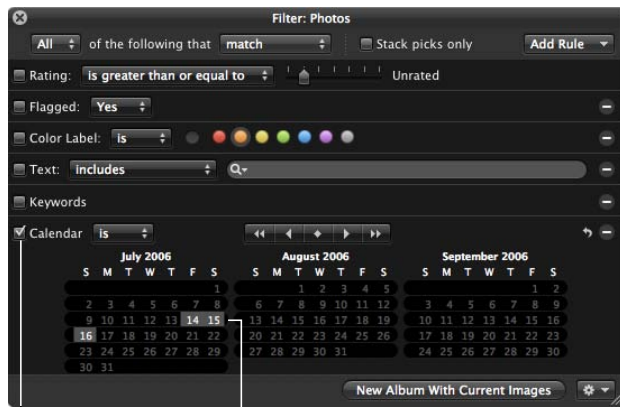 Filter: Photos
All of the following that match Stack picks only Add Rule
Rating: is greater than or equal to Unrated
Flagged: Yes
Color Label: is
Text: includes
Keywords
Calendar is
July 2006 August 2006 September 2006
S M T W T F S S M T W T F S S M T W T F S
1 1 2 3 4 5 1 2
2 3 4 5 6 7 8 6 7 8 9 10 11 12 3 4 5 6 7 8 9
9 10 11 12 13 14 15 13 14 15 16 17 18 19 10 11 12 13 14 15 16
16 17 18 19 20 21 22 20 21 22 23 24 25 26 17 18 19 20 21 22 23
23 24 25 26 27 28 29 27 28 29 30 31 24 25 26 27 28 29 30
30 31
New Album With Current Images